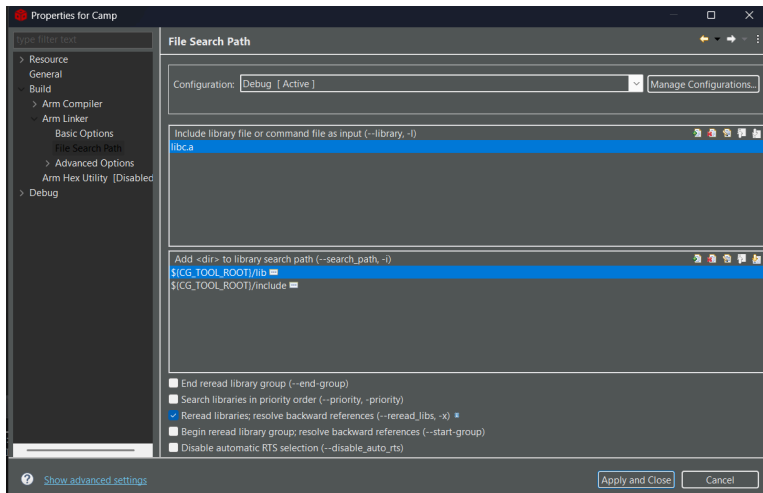 Properties for Camp
type filter text
File Search Path
Resource
General
Build
Arm Compiler
Arm Linker
Basic Options
File Search Path
Advanced Options
Arm Hex Utility [Disabled
Debug
Configuration: Debug [ Active ]
Manage Configurations...
Include library file or command file as input (--library, -l)
libc.a
Add <dir> to library search path (--search_path, -i)
${CG_TOOL_ROOT}/lib
${CG_TOOL_ROOT}/include
End reread library group (--end-group)
Search libraries in priority order (--priority, -priority)
Reread libraries; resolve backward references (--reread_libs, -x)
Begin reread library group; resolve backward references (--start-group)
Disable automatic RTS selection (--disable_auto_rts)
Show advanced settings
Apply and Close
Cancel